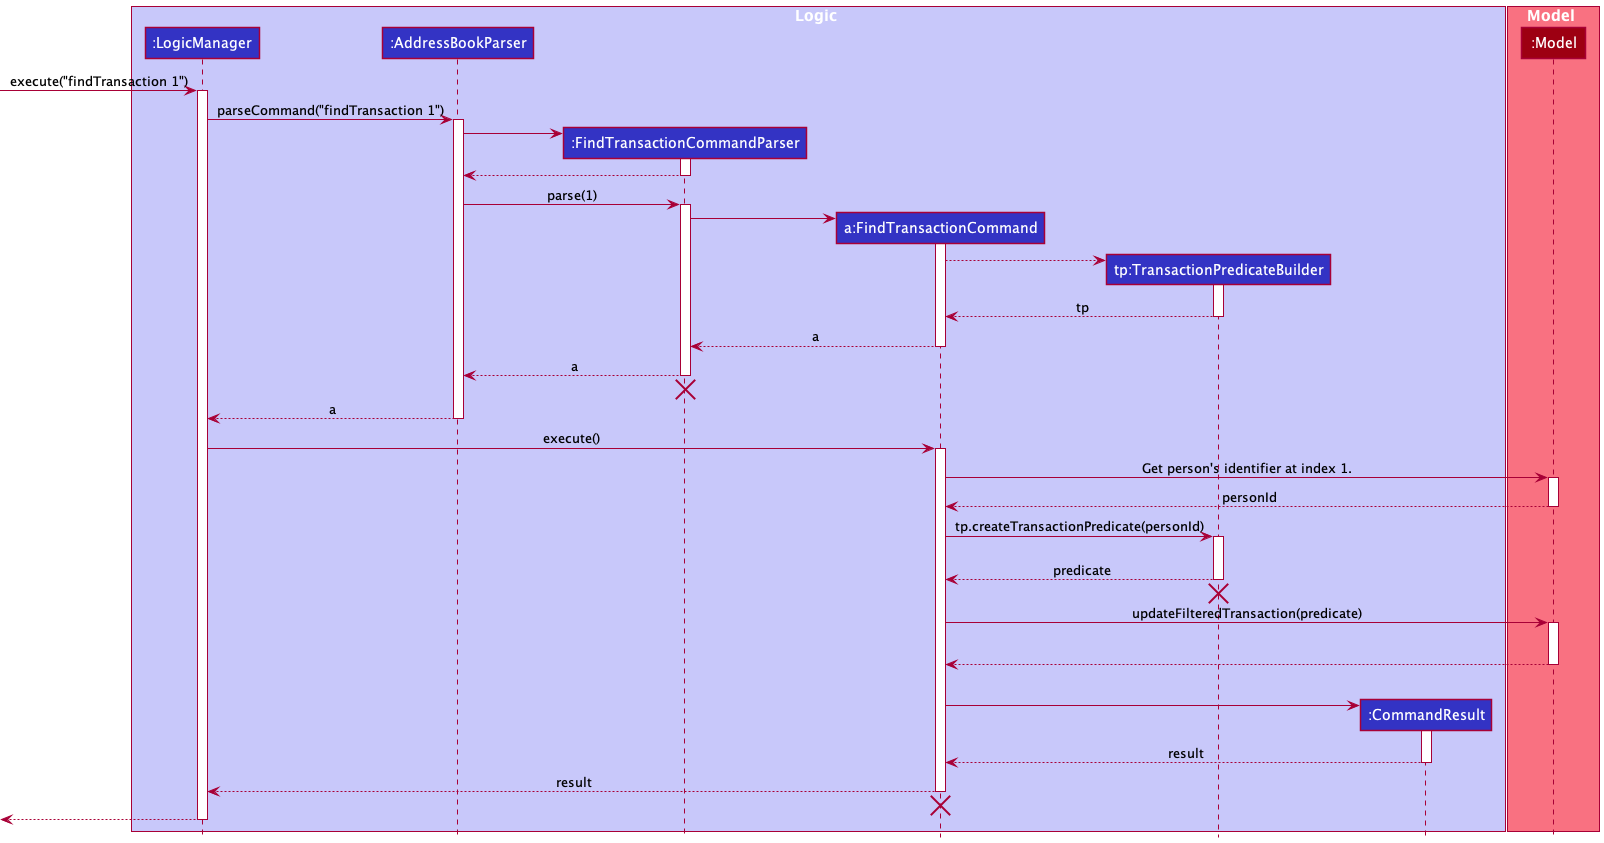 Logic
Model
:LogicManager
:AddressBookParser
:Model
execute("findTransaction 1")
parseCommand("findTransaction 1")
:FindTransactionCommandParser
parse(1)
a:FindTransactionCommand
tp:TransactionPredicateBuilder
tp
a
a
a
execute()
Get person's identifier at index 1.
personId
tp.createTransactionPredicate(personId)
predicate
updateFilteredTransaction(predicate)
:CommandResult
result
result